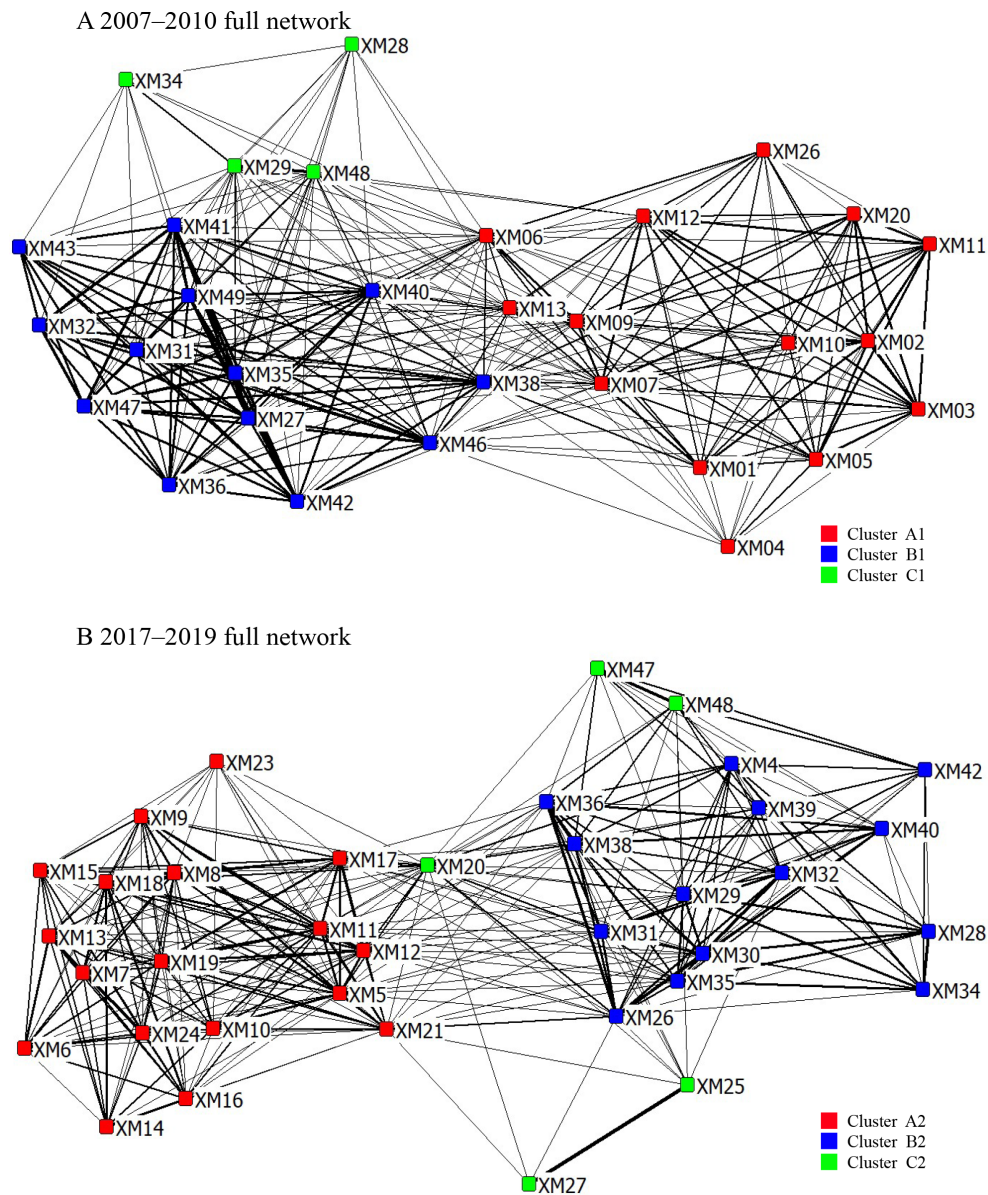 A 2007–2010 full network
XM28
XM34
XM26
XM29
XM48
XM12
XM20
XM41
XM06
XM11
XM43
XM40
XM49
XM13
XM09
XM32
XM10
XM02
XM31
XM35
XM38
XM07
XM47
XM27
XM03
XM46
XM01
XM05
XM36
XM42
XM04
Cluster A1
Cluster B1
Cluster C1
B 2017–2019 full network
XM47
XM48
XM23
XM4
XM42
XM36
XM39
XM9
XM40
XM38
XM17
XM20
XM15
XM8
XM32
XM18
XM29
XM11
XM31
XM28
XM13
XM12
XM30
XM19
XM7
XM35
XM34
XM5
XM26
XM24
XM10
XM21
XM6
XM25
XM16
XM14
XM27
Cluster A2
Cluster B2
Cluster C2